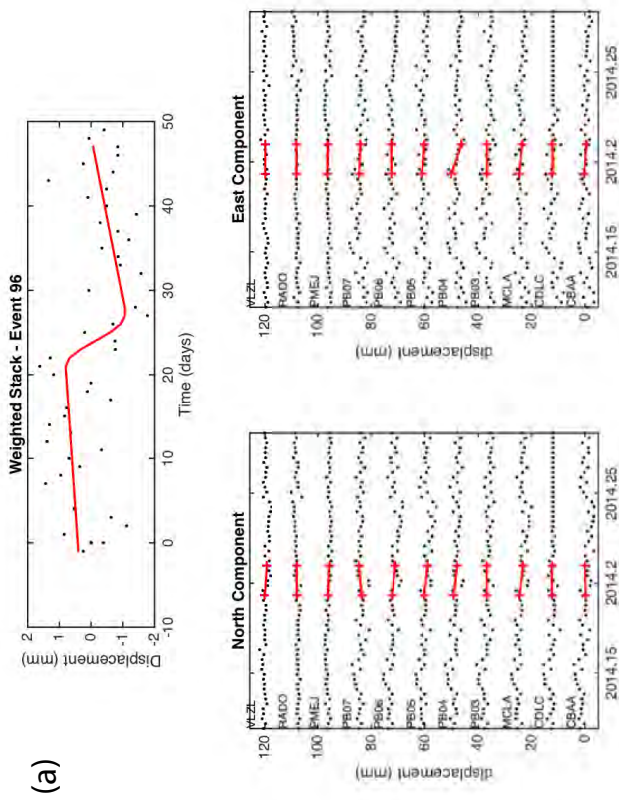 (a)
Weighted Stack - Event 96
Displacement (mm)
2
1
0
-1
-2
-10 0 10 20 30 40 50
Time (days)
North Component
displacement (mm)
120
100
80
60
40
20
0
VLZL
RADO
PMEJ
PB07
PB06
PB05
PB04
PB03
MCLA
CDLC
CBAA
2014.15 2014.2 2014.25
East Component
displacement (mm)
120
100
80
60
40
20
0
VLZL
RADO
PMEJ
PB07
PB06
PB05
PB04
PB03
MCLA
CDLC
CBAA
2014.15 2014.2 2014.25